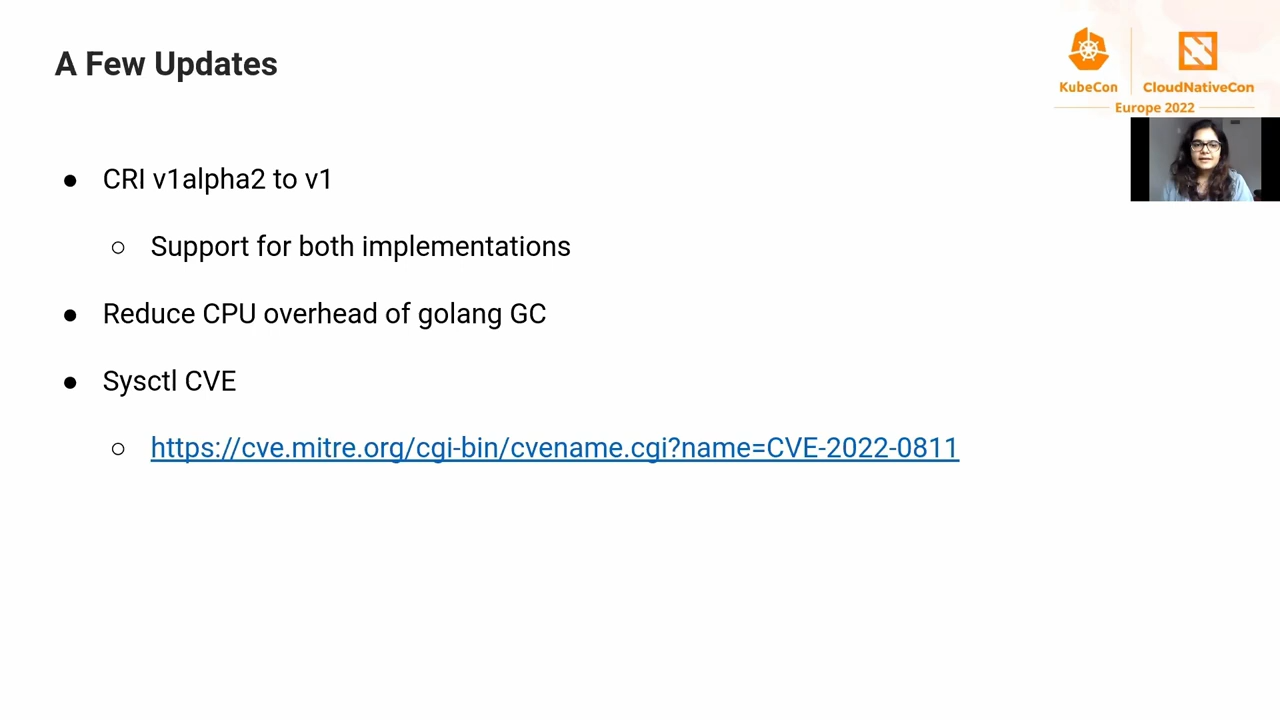 A Few Updates
KubeCon
CloudNativeCon
Europe 2022
● CRI v1alpha2 to v1
○ Support for both implementations
● Reduce CPU overhead of golang GC
● Sysctl CVE
○ https://cve.mitre.org/cgi-bin/cvename.cgi?name=CVE-2022-0811